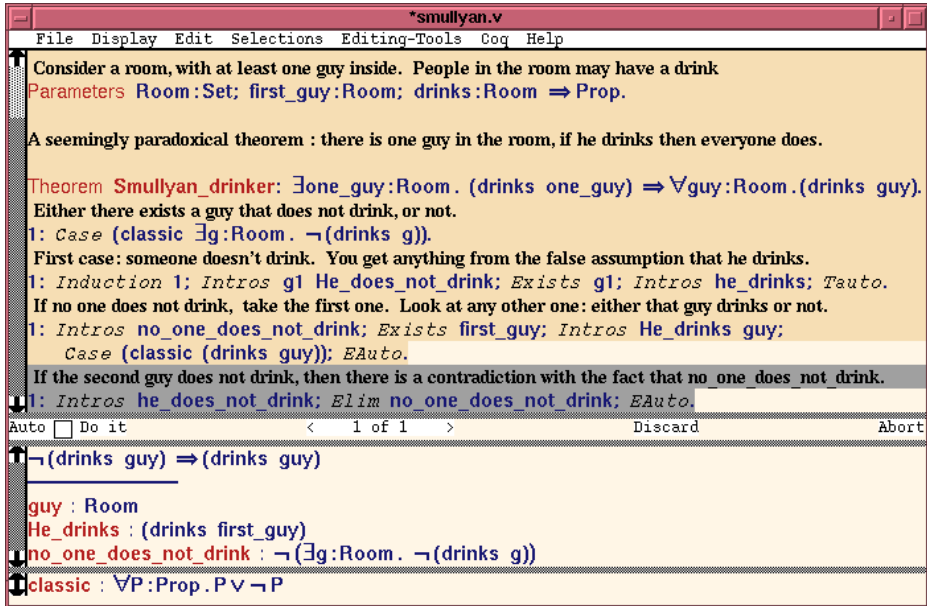 *smullyan.v
File Display Edit Selections Editing-Tools Coq Help
Consider a room, with at least one guy inside. People in the room may have a drink
Parameters Room:Set; first_guy:Room; drinks:Room ⇒ Prop.
A seemingly paradoxical theorem : there is one guy in the room, if he drinks then everyone does.
Theorem Smullyan_drinker: ∃one_guy:Room. (drinks one_guy) ⇒ ∀guy:Room.(drinks guy).
Either there exists a guy that does not drink, or not.
1: Case (classic ∃g:Room. ¬(drinks g)).
First case: someone doesn't drink. You get anything from the false assumption that he drinks.
1: Induction 1; Intros g1 He_does_not_drink; Exists g1; Intros he_drinks; Tauto.
If no one does not drink, take the first one. Look at any other one: either that guy drinks or not.
1: Intros no_one_does_not_drink; Exists first_guy; Intros He_drinks guy;
Case (classic (drinks guy)); EAuto.
If the second guy does not drink, then there is a contradiction with the fact that no_one_does_not_drink.
1: Intros he_does_not_drink; Elim no_one_does_not_drink; EAuto.
Auto Do it < 1 of 1 > Discard Abort
¬(drinks guy) ⇒(drinks guy)
guy : Room
He_drinks : (drinks first_guy)
no_one_does_not_drink : ¬(∃g:Room. ¬(drinks g))
classic : ∀P:Prop.P∨¬P